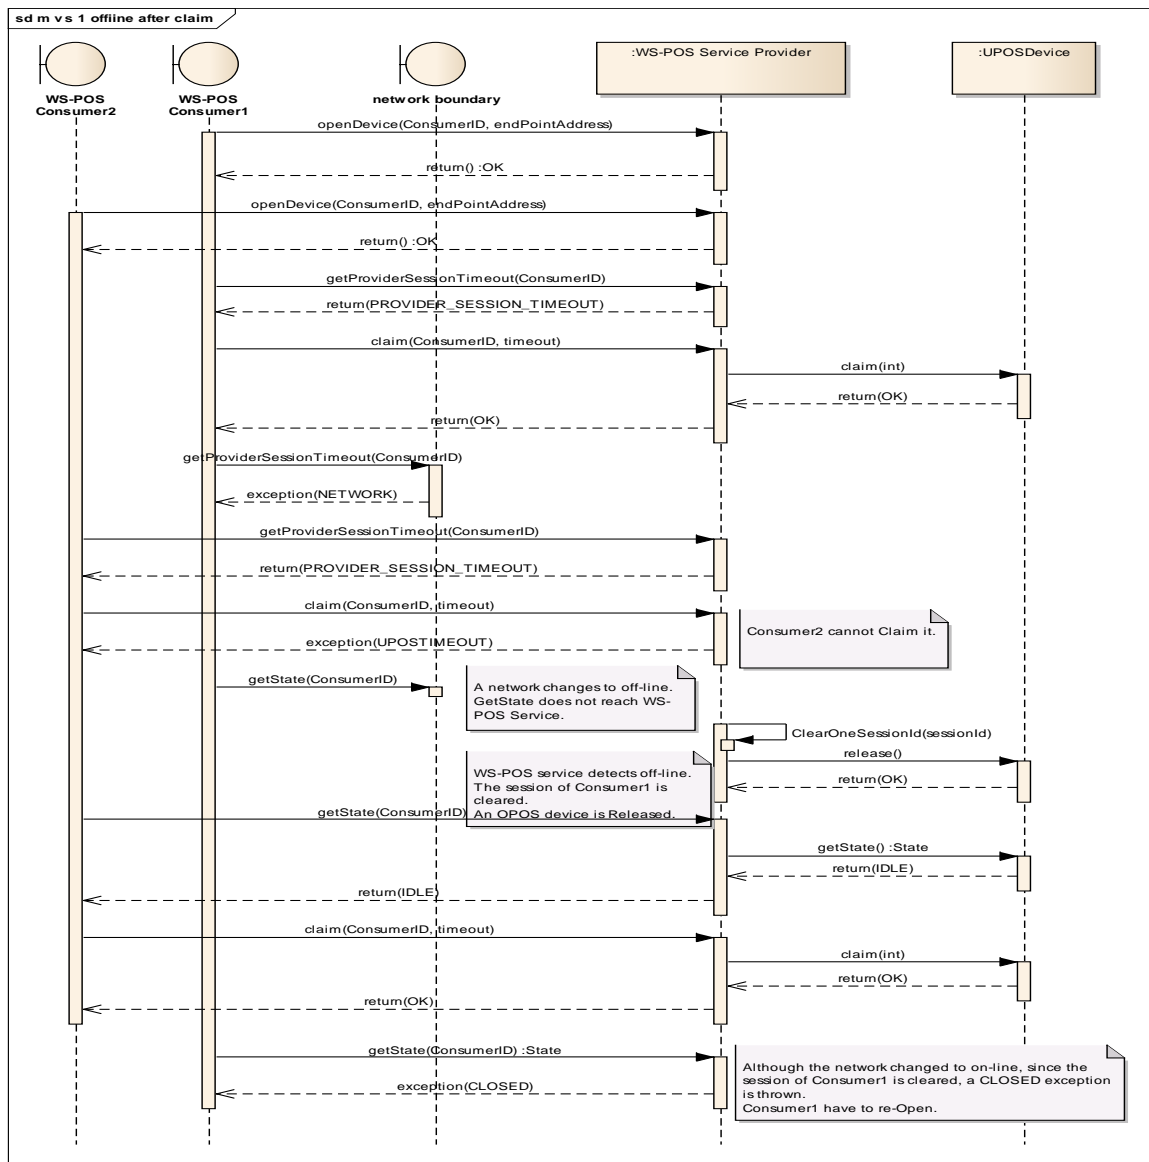 sd m v s 1 offiine after claim
:WS-POS Service Provider
:UPOSDevice
WS-POS
Consumer2
WS-POS
Consumer1
network boundary
openDevice(ConsumerID, endPointAddress)
return() :OK
openDevice(ConsumerID, endPointAddress)
return() :OK
getProviderSessionTimeout(ConsumerID)
return(PROVIDER_SESSION_TIMEOUT)
claim(ConsumerID, timeout)
claim(int)
return(OK)
return(OK)
getProviderSessionTimeout(ConsumerID)
exception(NETWORK)
getProviderSessionTimeout(ConsumerID)
return(PROVIDER_SESSION_TIMEOUT)
claim(ConsumerID, timeout)
Consumer2 cannot Claim it.
exception(UPOSTIMEOUT)
getState(ConsumerID)
A network changes to off-line.
GetState does not reach WS-
POS Service.
ClearOneSessionId(sessionId)
release()
WS-POS service detects off-line.
The session of Consumer1 is
cleared.
An OPOS device is Released.
return(OK)
getState(ConsumerID)
getState() :State
return(IDLE)
return(IDLE)
claim(ConsumerID, timeout)
claim(int)
return(OK)
return(OK)
getState(ConsumerID) :State
exception(CLOSED)
Although the network changed to on-line, since the
session of Consumer1 is cleared, a CLOSED exception
is thrown.
Consumer1 have to re-Open.